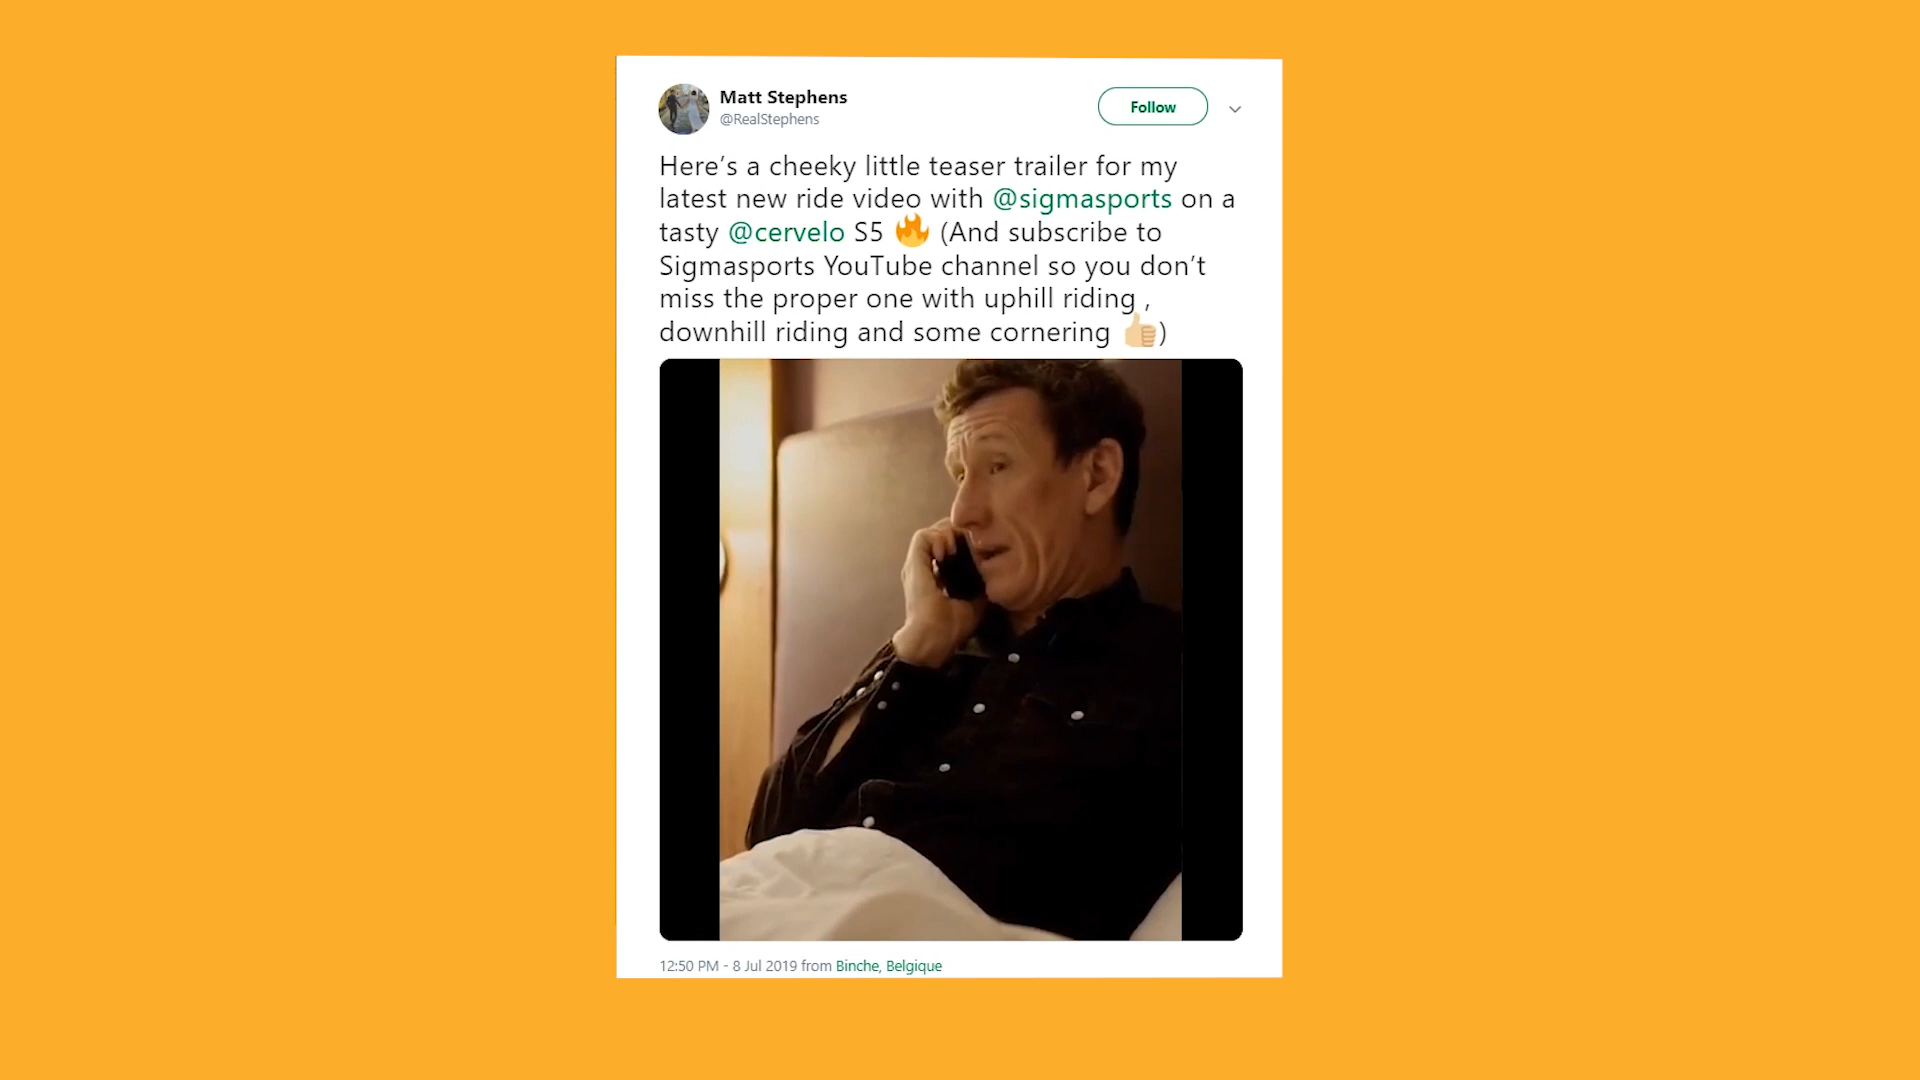 Matt Stephens
@RealStephens
Follow
Here’s a cheeky little teaser trailer for my
latest new ride video with @sigmasports on a
tasty @cervelo S5 🔥 (And subscribe to
Sigmasports YouTube channel so you don’t
miss the proper one with uphill riding ,
downhill riding and some cornering 👍🏼)
12:50 PM - 8 Jul 2019 from Binche, Belgique